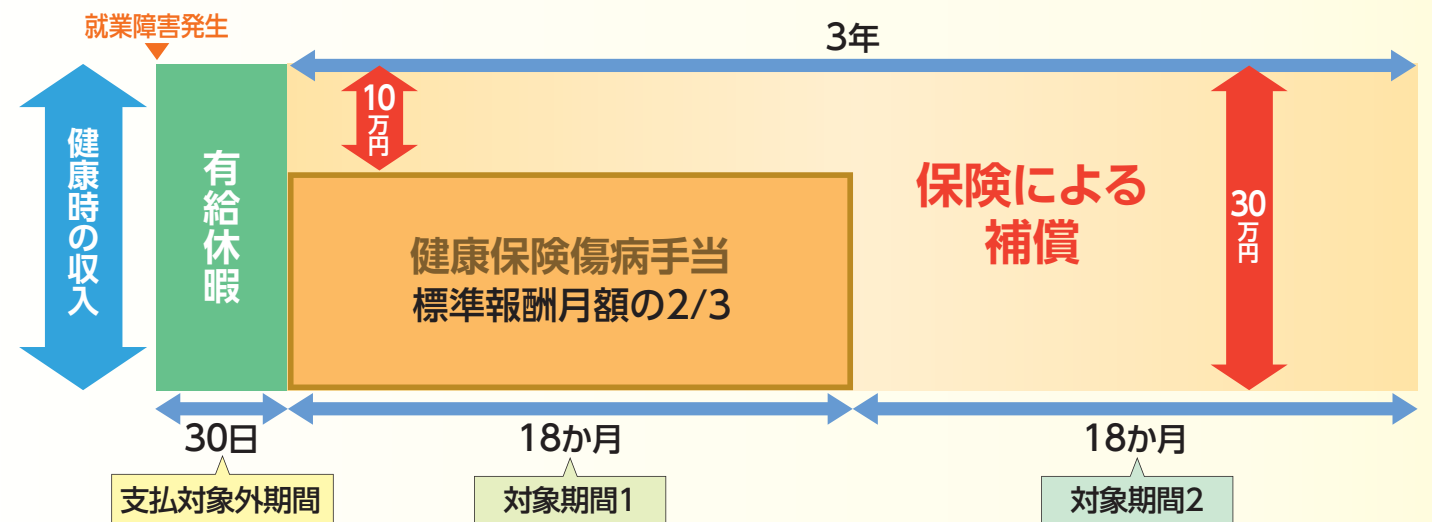 就業障害発生
3年
健康時の収入
有給休暇
10万円
健康保険傷病手当
標準報酬月額の2/3
保険による
補償
30万円
30日
18か月
18か月
支払対象外期間
対象期間1
対象期間2